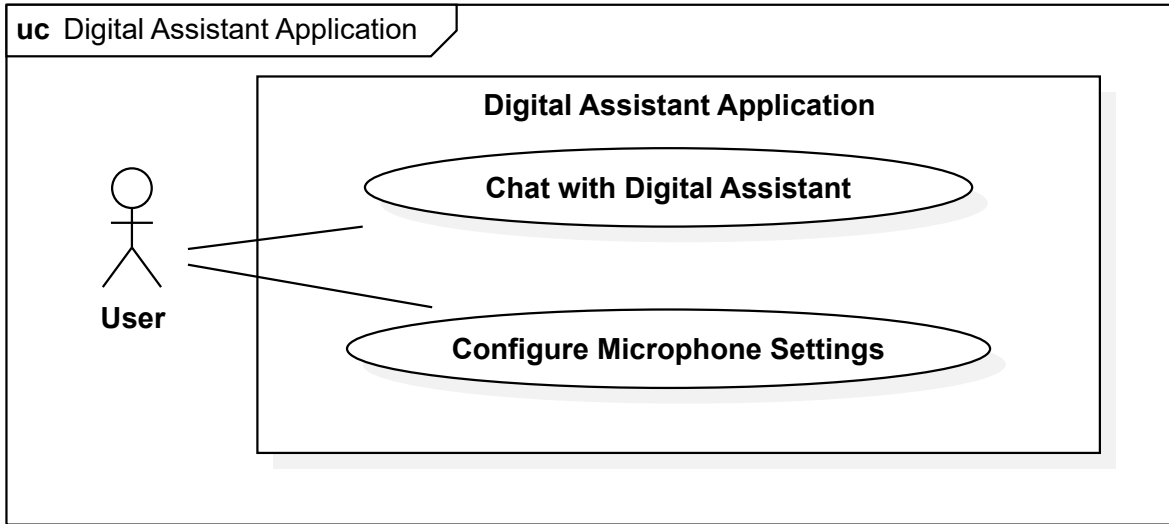 uc Digital Assistant Application
Digital Assistant Application
Chat with Digital Assistant
User
Configure Microphone Settings